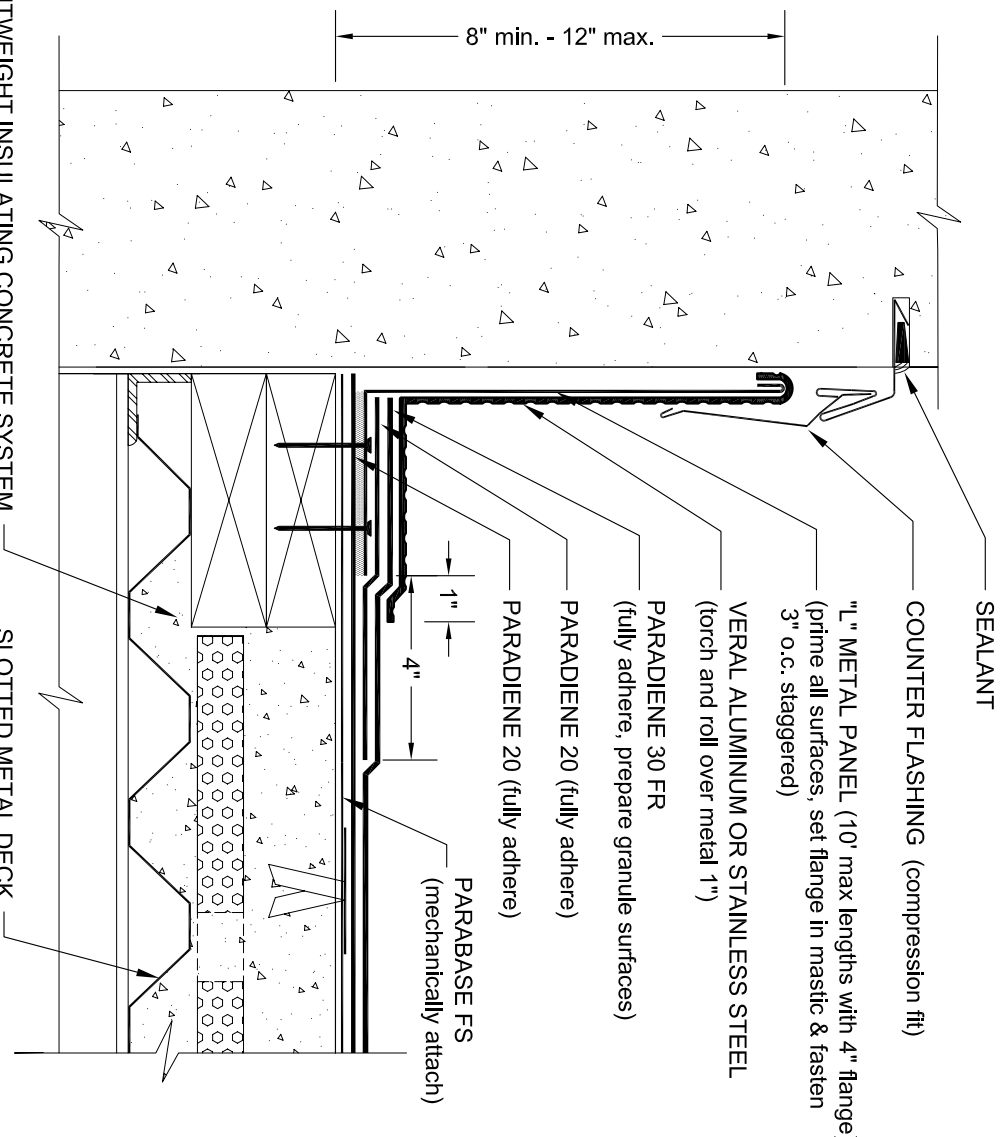 8" min. - 12" max.
SEALANT
COUNTER FLASHING (compression fit)
"L" METAL PANEL (10' max lengths with 4" flange
(prime all surfaces, set flange in mastic & fasten
3" o.c. staggered)
VERAL ALUMINUM OR STAINLESS STEEL
(torch and roll over metal 1")
PARADIENE 30 FR
(fully adhere, prepare granule surfaces)
PARADIENE 20 (fully adhere)
PARADIENE 20 (fully adhere)
1"
4"
PARABASE FS
(mechanically attach)
INSULATING CONCRETE SYSTEM
SLOTTED METAL DECK